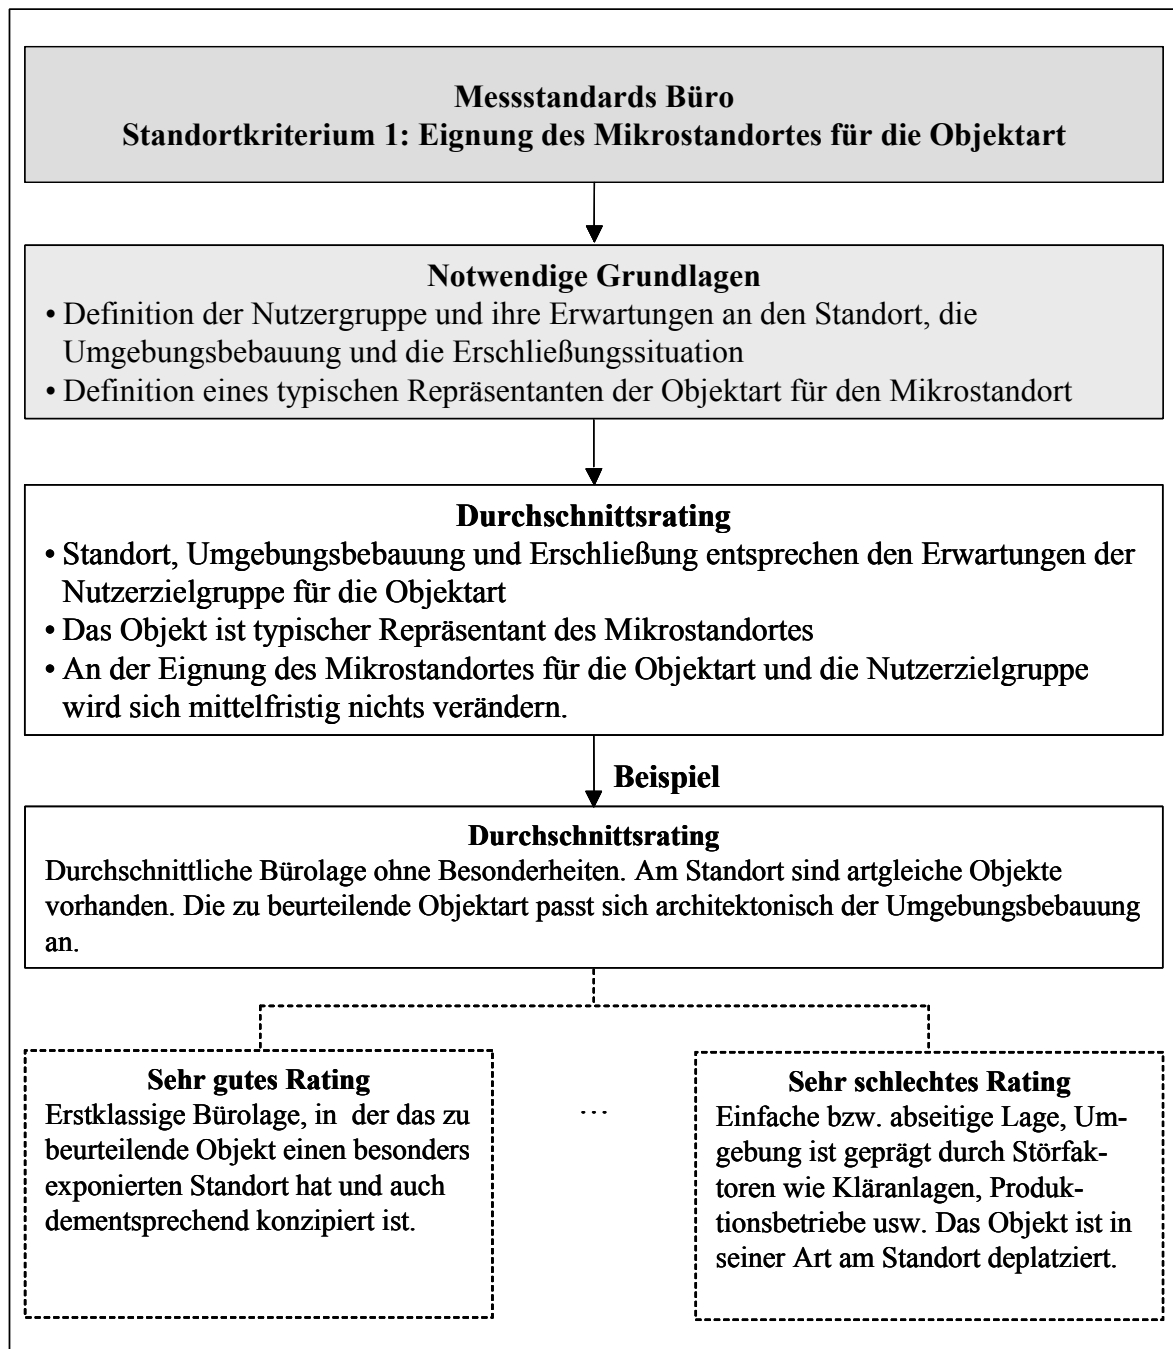 Messstandards Büro
Standortkriterium 1: Eignung des Mikrostandortes für die Objektart
Notwendige Grundlagen
• Definition der Nutzergruppe und ihre Erwartungen an den Standort, die
Umgebungsbebauung und die Erschließungssituation
• Definition eines typischen Repräsentanten der Objektart für den Mikrostandort
Durchschnittsrating
• Standort, Umgebungsbebauung und Erschließung entsprechen den Erwartungen der
Nutzerzielgruppe für die Objektart
• Das Objekt ist typischer Repräsentant des Mikrostandortes
• An der Eignung des Mikrostandortes für die Objektart und die Nutzerzielgruppe
wird sich mittelfristig nichts verändern.
Beispiel
Durchschnittsrating
Durchschnittliche Bürolage ohne Besonderheiten. Am Standort sind artgleiche Objekte
vorhanden. Die zu beurteilende Objektart passt sich architektonisch der Umgebungsbebauung
an.
Sehr gutes Rating
Erstklassige Bürolage, in der das zu
beurteilende Objekt einen besonders
exponierten Standort hat und auch
dementsprechend konzipiert ist.
…
Sehr schlechtes Rating
Einfache bzw. abseitige Lage, Um-
gebung ist geprägt durch Störfak-
toren wie Kläranlagen, Produk-
tionsbetriebe usw. Das Objekt ist in
seiner Art am Standort deplatziert.